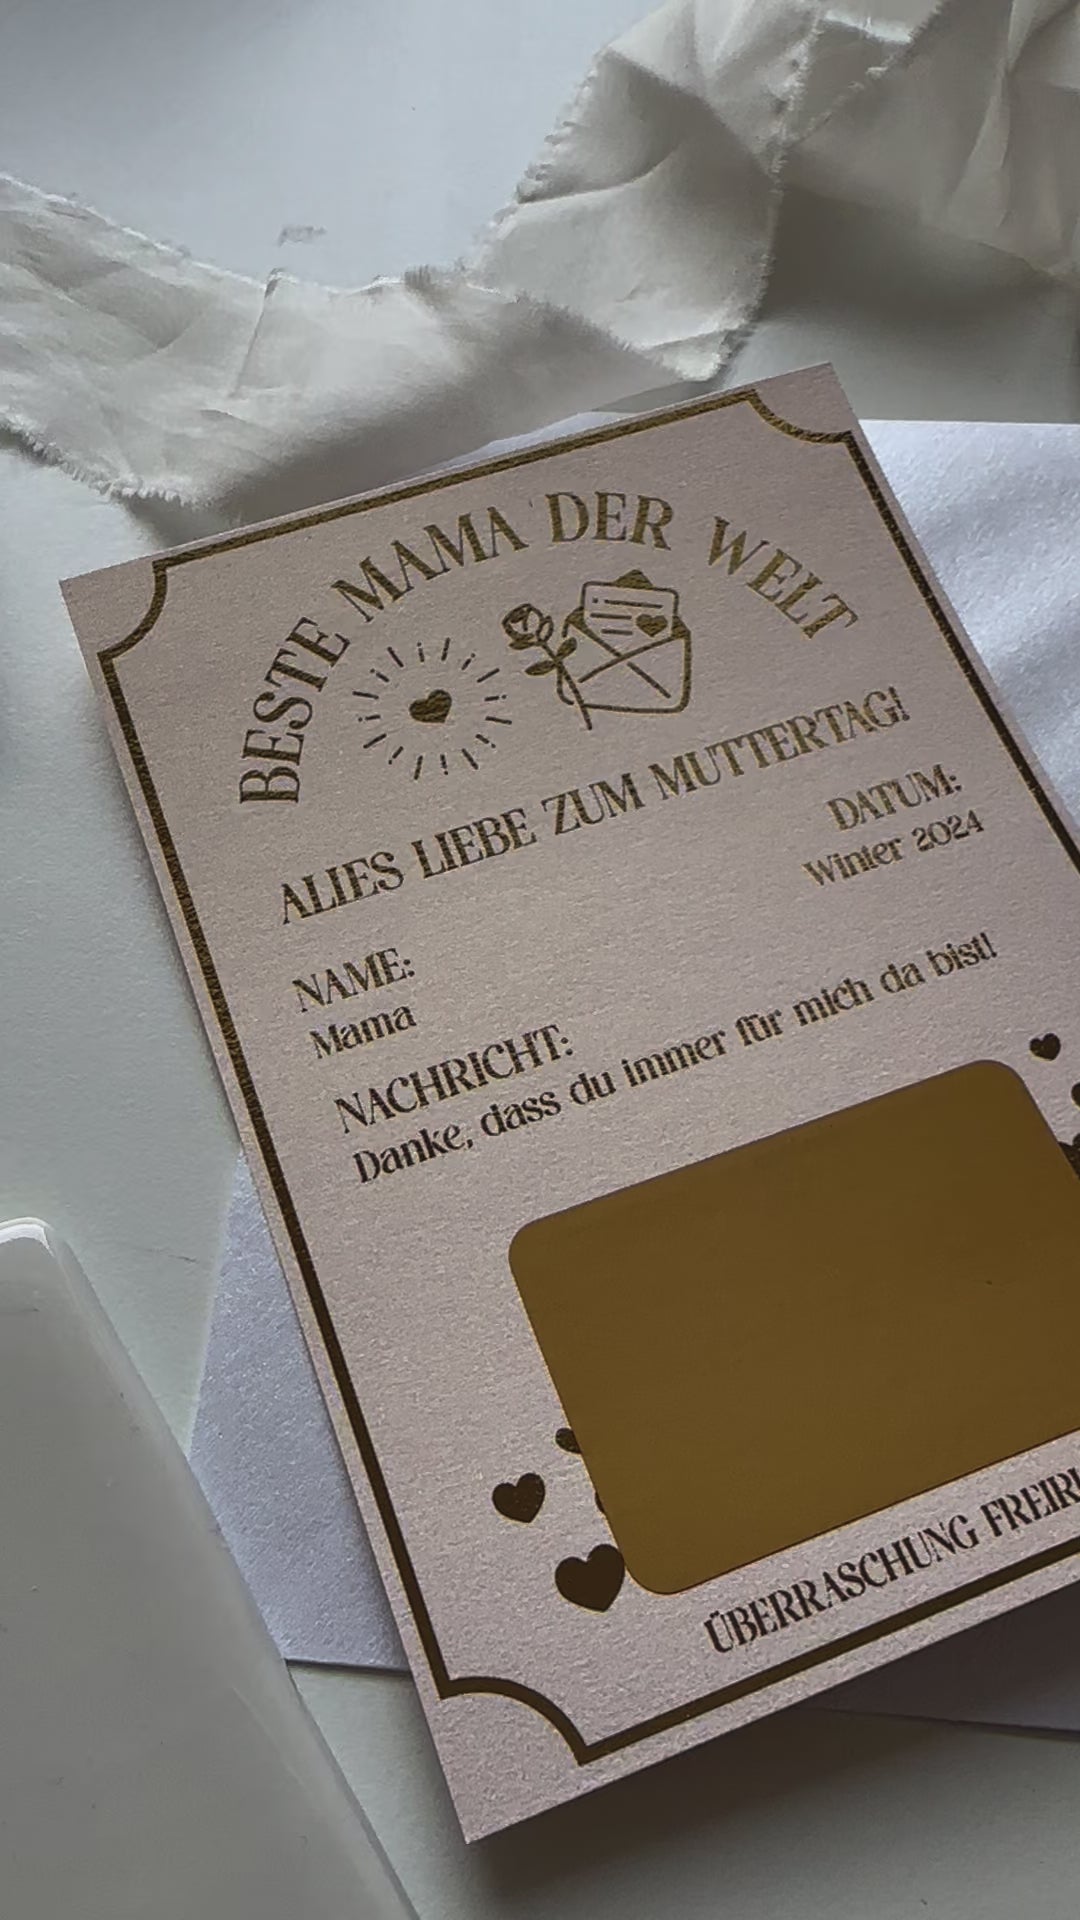 BESTE MAMA DER WELT
ALIES LIEBE ZUM MUTTERTAG!
DATUM:
Winter 2024
NAME:
Mama
NACHRICHT:
Danke, dass du immer für mich da bist!
ÜBERRASCHUNG